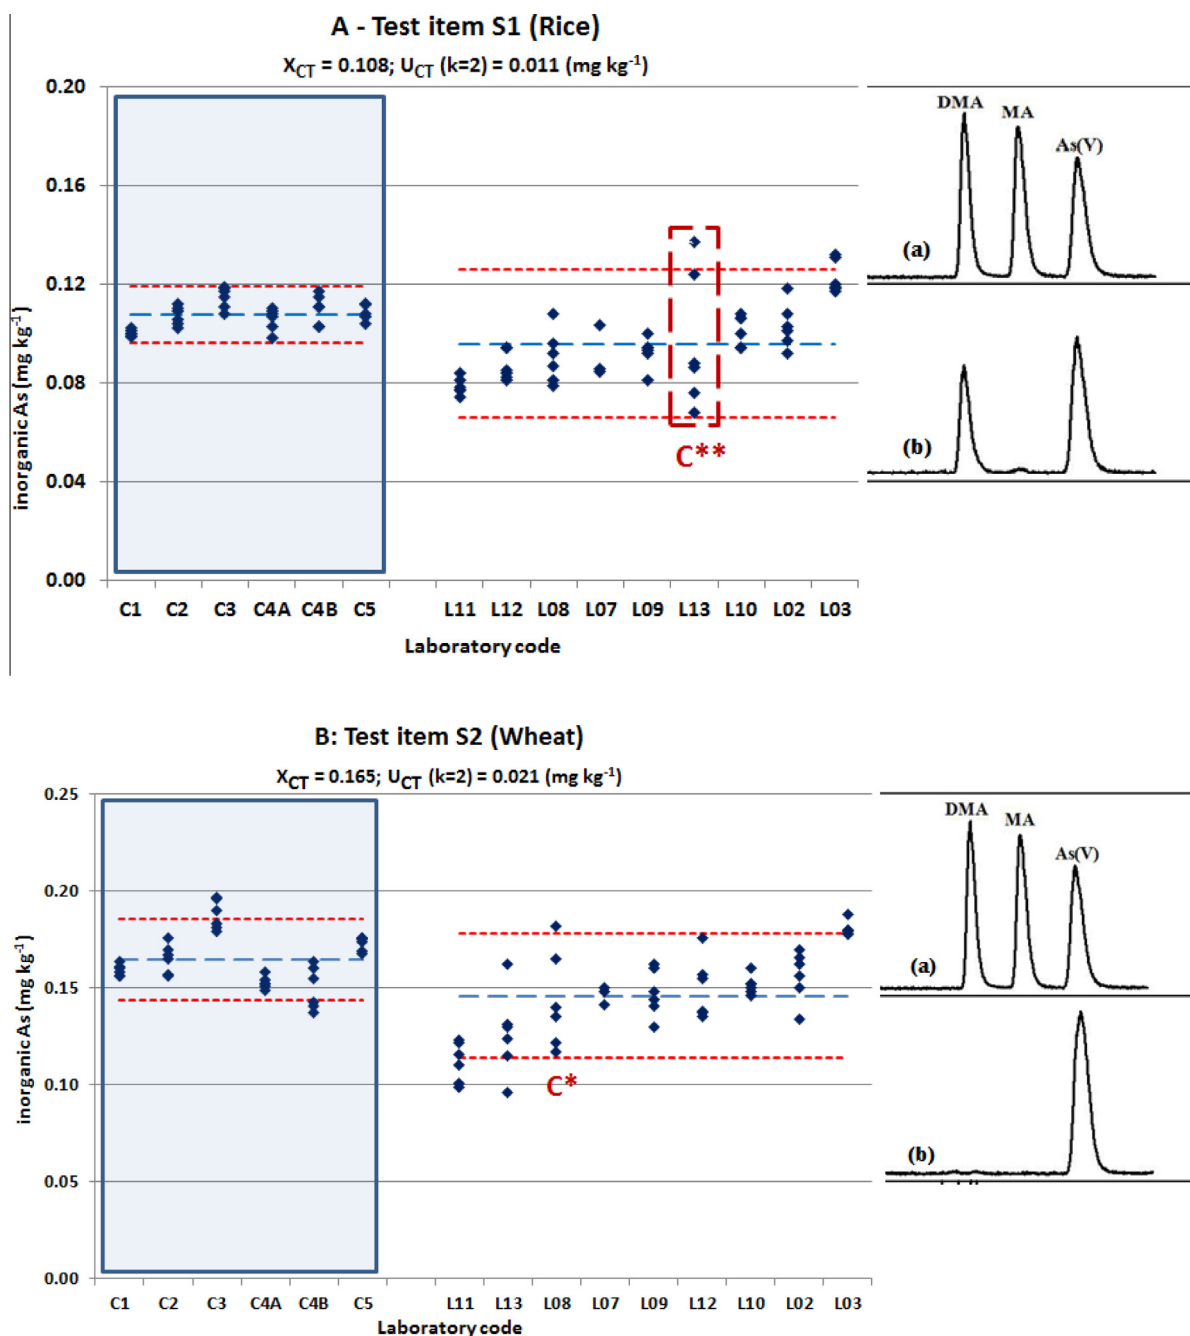 A - Test item S1 (Rice)
X_CT = 0.108; U_CT (k=2) = 0.011 (mg kg⁻¹)
inorganic As (mg kg⁻¹)
0.20
0.16
0.12
0.08
0.04
0.00
C**
C1 C2 C3 C4A C4B C5 L11 L12 L08 L07 L09 L13 L10 L02 L03
Laboratory code
DMA MA As(V)
(a)
(b)
B: Test item S2 (Wheat)
X_CT = 0.165; U_CT (k=2) = 0.021 (mg kg⁻¹)
inorganic As (mg kg⁻¹)
0.25
0.20
0.15
0.10
0.05
0.00
C*
C1 C2 C3 C4A C4B C5 L11 L13 L08 L07 L09 L12 L10 L02 L03
Laboratory code
DMA MA As(V)
(a)
(b)